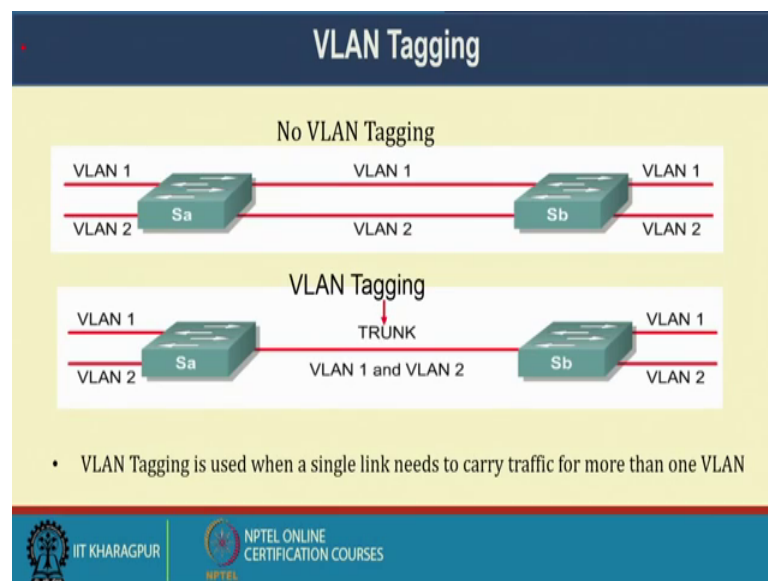 VLAN Tagging
No VLAN Tagging
VLAN 1 VLAN 1 VLAN 1
Sa Sb
VLAN 2 VLAN 2 VLAN 2
VLAN Tagging
VLAN 1 TRUNK VLAN 1
Sa VLAN 1 and VLAN 2 Sb
VLAN 2 VLAN 2
• VLAN Tagging is used when a single link needs to carry traffic for more than one VLAN
IIT KHARAGPUR
NPTEL ONLINE
CERTIFICATION COURSES
NPTEL